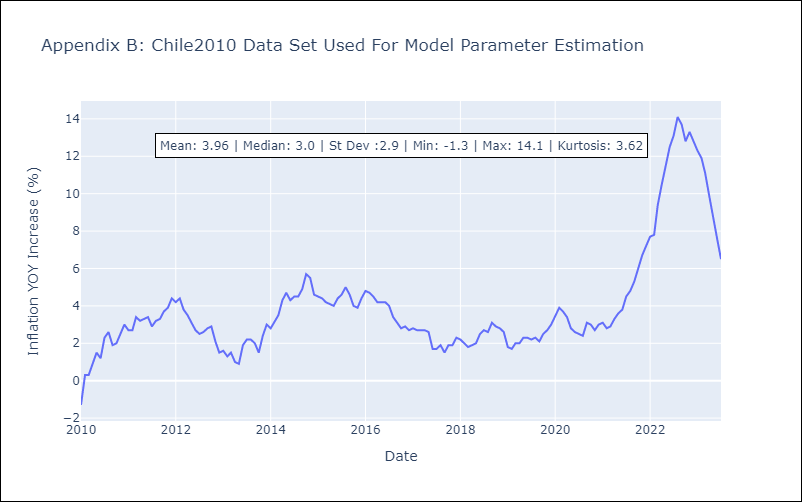 Appendix B: Chile2010 Data Set Used For Model Parameter Estimation
Mean: 3.96 | Median: 3.0 | St Dev :2.9 | Min: -1.3 | Max: 14.1 | Kurtosis: 3.62
Inflation YOY Increase (%)
14
12
10
8
6
4
2
0
−2
2010 2012 2014 2016 2018 2020 2022
Date